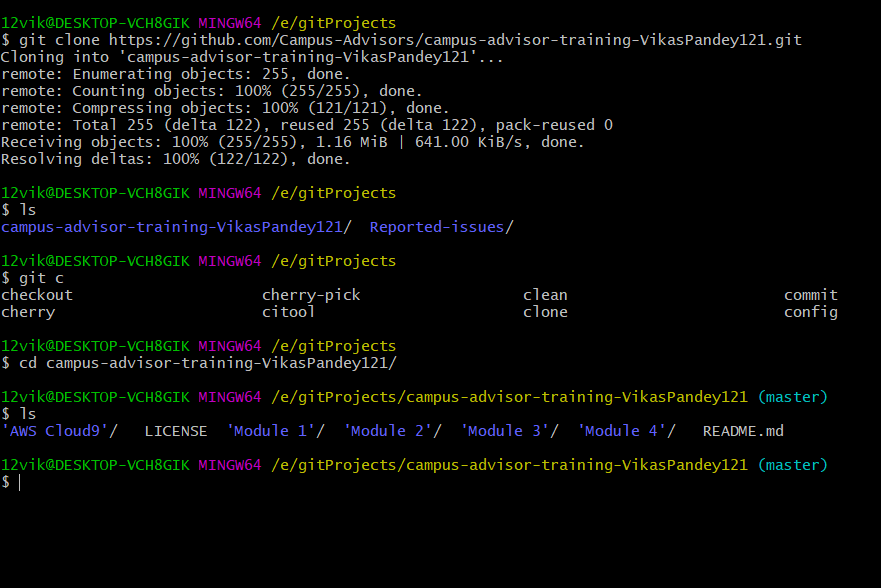 12vik@DESKTOP-VCH8GIK MINGW64 /e/gitProjects
$ git clone https://github.com/Campus-Advisors/campus-advisor-training-VikasPandey121.git
Cloning into 'campus-advisor-training-VikasPandey121'...
remote: Enumerating objects: 255, done.
remote: Counting objects: 100% (255/255), done.
remote: Compressing objects: 100% (121/121), done.
remote: Total 255 (delta 122), reused 255 (delta 122), pack-reused 0
Receiving objects: 100% (255/255), 1.16 MiB | 641.00 KiB/s, done.
Resolving deltas: 100% (122/122), done.
12vik@DESKTOP-VCH8GIK MINGW64 /e/gitProjects
$ ls
campus-advisor-training-VikasPandey121/  Reported-issues/
12vik@DESKTOP-VCH8GIK MINGW64 /e/gitProjects
$ git c
checkout cherry-pick clean commit
cherry citool clone config
12vik@DESKTOP-VCH8GIK MINGW64 /e/gitProjects
$ cd campus-advisor-training-VikasPandey121/
12vik@DESKTOP-VCH8GIK MINGW64 /e/gitProjects/campus-advisor-training-VikasPandey121 (master)
$ ls
'AWS Cloud9'/ LICENSE 'Module 1'/ 'Module 2'/ 'Module 3'/ 'Module 4'/ README.md
12vik@DESKTOP-VCH8GIK MINGW64 /e/gitProjects/campus-advisor-training-VikasPandey121 (master)
$